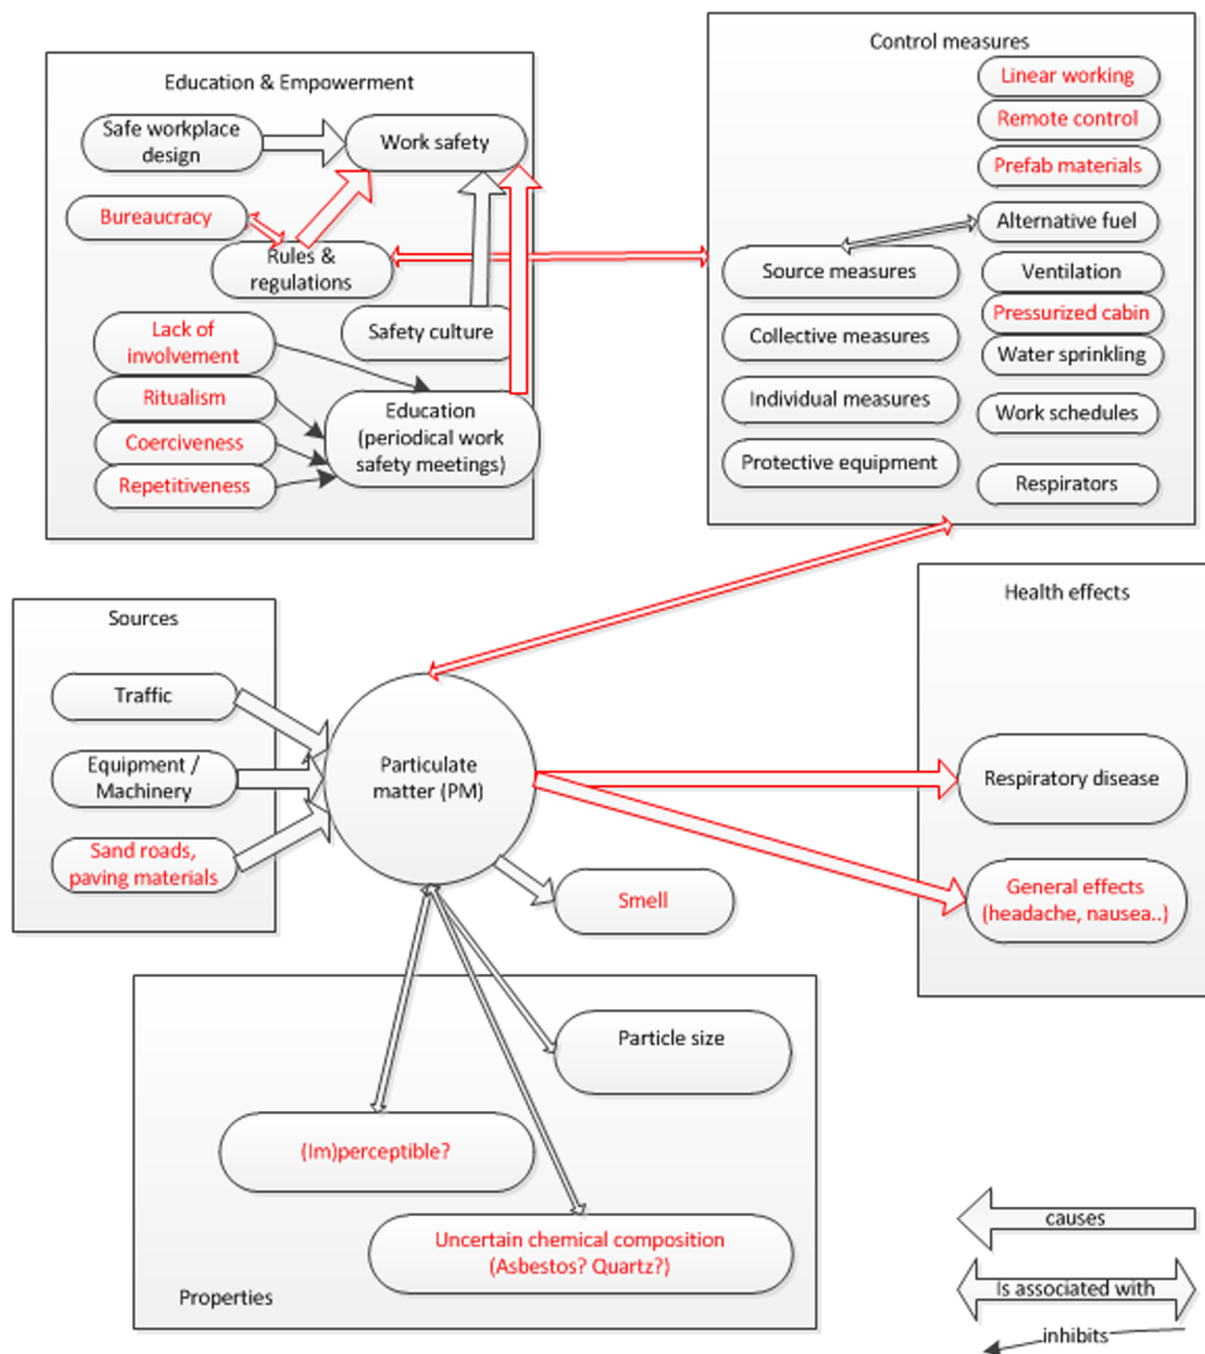 Education & Empowerment
Safe workplace
design
Work safety
Bureaucracy
Rules &
regulations
Safety culture
Lack of
involvement
Ritualism
Coerciveness
Repetitiveness
Education
(periodical work
safety meetings)
Control measures
Linear working
Remote control
Prefab materials
Alternative fuel
Source measures
Ventilation
Pressurized cabin
Collective measures
Water sprinkling
Individual measures
Work schedules
Protective equipment
Respirators
Sources
Traffic
Equipment /
Machinery
Sand roads,
paving materials
Particulate
matter (PM)
Smell
Health effects
Respiratory disease
General effects
(headache, nausea..)
Particle size
(Im)perceptible?
Uncertain chemical composition
(Asbestos? Quartz?)
Properties
causes
Is associated with
inhibits